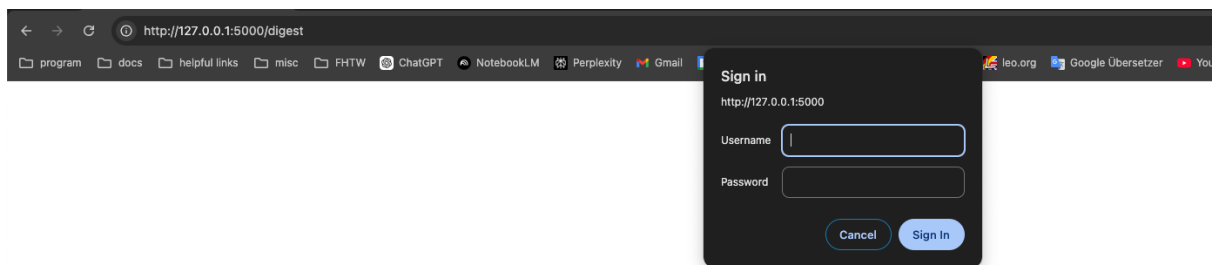 http://127.0.0.1:5000/digest
program docs helpful links misc FHTW ChatGPT NotebookLM Perplexity Gmail leo.org Google Übersetzer You
Sign in
http://127.0.0.1:5000
Username
Password
Cancel Sign In